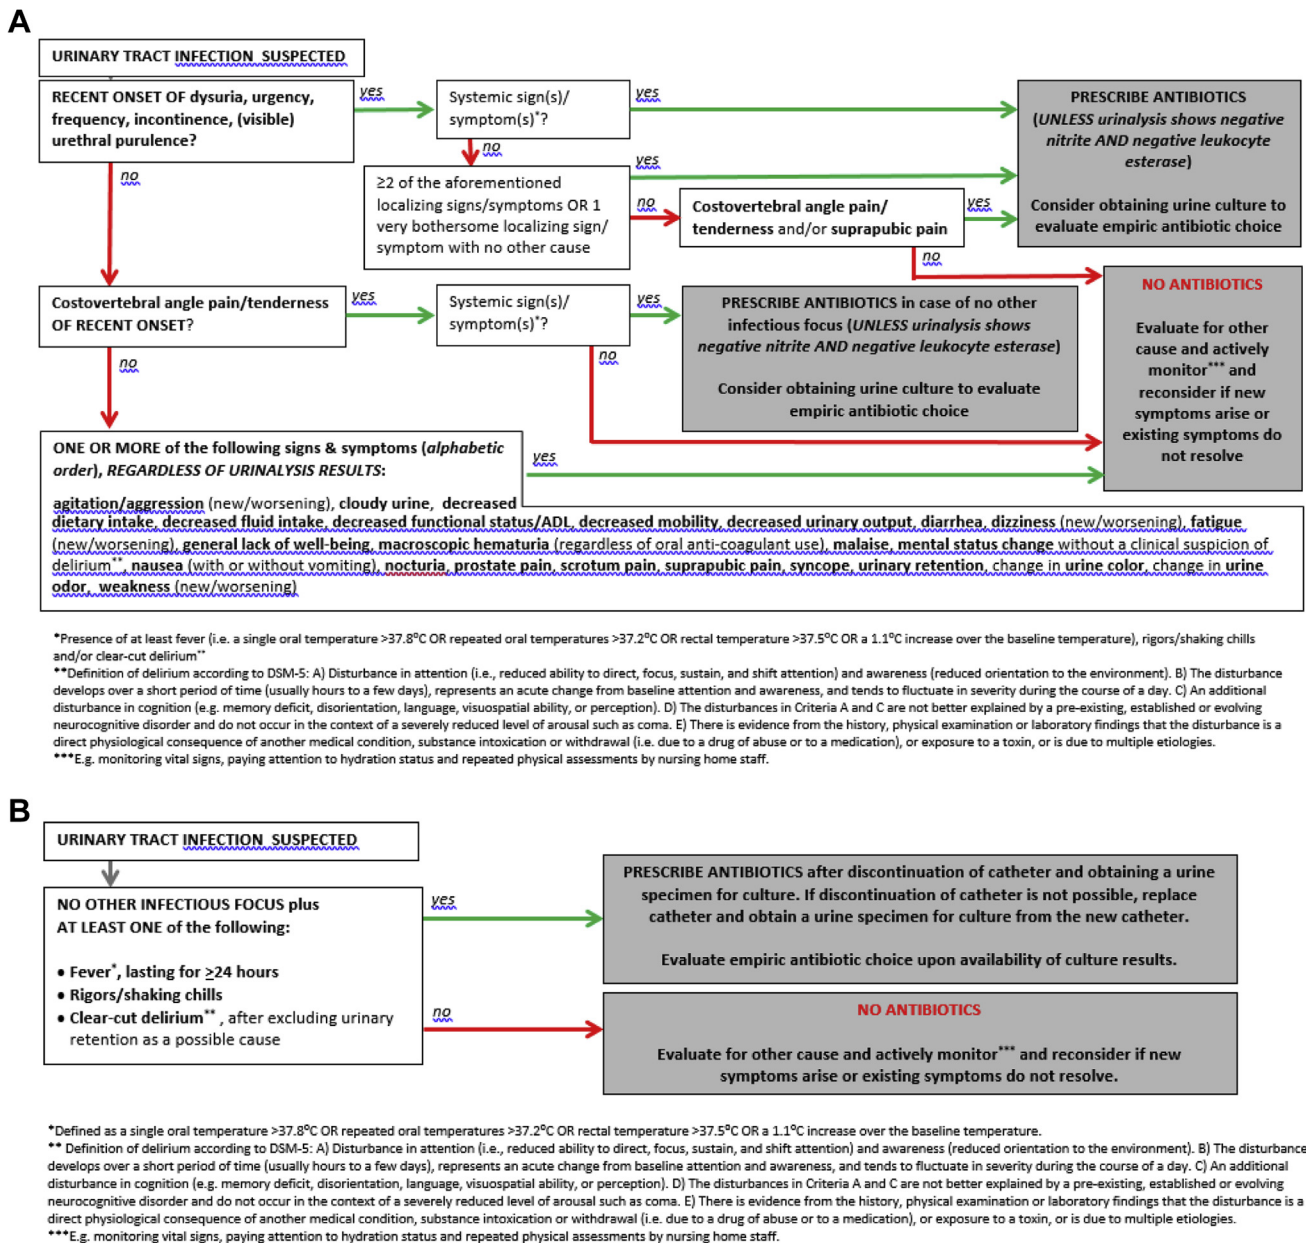 A
URINARY TRACT INFECTION SUSPECTED
RECENT ONSET OF dysuria, urgency,
frequency, incontinence, (visible)
urethral purulence?
yes
Systemic sign(s)/
symptom(s)*?
yes
PRESCRIBE ANTIBIOTICS
(UNLESS urinalysis shows negative
nitrite AND negative leukocyte
esterase)
Consider obtaining urine culture to
evaluate empiric antibiotic choice
no
no
≥2 of the aforementioned
localizing signs/symptoms OR 1
very bothersome localizing sign/
symptom with no other cause
yes
no
Costovertebral angle pain/
tenderness and/or suprapubic pain
yes
no
Costovertebral angle pain/tenderness
OF RECENT ONSET?
yes
Systemic sign(s)/
symptom(s)*?
yes
PRESCRIBE ANTIBIOTICS in case of no other
infectious focus (UNLESS urinalysis shows
negative nitrite AND negative leukocyte esterase)
Consider obtaining urine culture to evaluate
empiric antibiotic choice
NO ANTIBIOTICS
Evaluate for other
cause and actively
monitor*** and
reconsider if new
symptoms arise or
existing symptoms do
not resolve
no
no
ONE OR MORE of the following signs & symptoms (alphabetic
order), REGARDLESS OF URINALYSIS RESULTS:
yes
agitation/aggression (new/worsening), cloudy urine, decreased
dietary intake, decreased fluid intake, decreased functional status/ADL, decreased mobility, decreased urinary output, diarrhea, dizziness (new/worsening), fatigue
(new/worsening), general lack of well-being, macroscopic hematuria (regardless of oral anti-coagulant use), malaise, mental status change without a clinical suspicion of
delirium**, nausea (with or without vomiting), nocturia, prostate pain, scrotum pain, suprapubic pain, syncope, urinary retention, change in urine color, change in urine
odor, weakness (new/worsening)
*Presence of at least fever (i.e. a single oral temperature >37.8⁰C OR repeated oral temperatures >37.2⁰C OR rectal temperature >37.5⁰C OR a 1.1⁰C increase over the baseline temperature), rigors/shaking chills
and/or clear-cut delirium**
**Definition of delirium according to DSM-5: A) Disturbance in attention (i.e., reduced ability to direct, focus, sustain, and shift attention) and awareness (reduced orientation to the environment). B) The disturbance
develops over a short period of time (usually hours to a few days), represents an acute change from baseline attention and awareness, and tends to fluctuate in severity during the course of a day. C) An additional
disturbance in cognition (e.g. memory deficit, disorientation, language, visuospatial ability, or perception). D) The disturbances in Criteria A and C are not better explained by a pre-existing, established or evolving
neurocognitive disorder and do not occur in the context of a severely reduced level of arousal such as coma. E) There is evidence from the history, physical examination or laboratory findings that the disturbance is a
direct physiological consequence of another medical condition, substance intoxication or withdrawal (i.e. due to a drug of abuse or to a medication), or exposure to a toxin, or is due to multiple etiologies.
***E.g. monitoring vital signs, paying attention to hydration status and repeated physical assessments by nursing home staff.
B
URINARY TRACT INFECTION SUSPECTED
NO OTHER INFECTIOUS FOCUS plus
AT LEAST ONE of the following:
• Fever*, lasting for ≥24 hours
• Rigors/shaking chills
• Clear-cut delirium** , after excluding urinary
retention as a possible cause
yes
PRESCRIBE ANTIBIOTICS after discontinuation of catheter and obtaining a urine
specimen for culture. If discontinuation of catheter is not possible, replace
catheter and obtain a urine specimen for culture from the new catheter.
Evaluate empiric antibiotic choice upon availability of culture results.
no
NO ANTIBIOTICS
Evaluate for other cause and actively monitor*** and reconsider if new
symptoms arise or existing symptoms do not resolve.
*Defined as a single oral temperature >37.8⁰C OR repeated oral temperatures >37.2⁰C OR rectal temperature >37.5⁰C OR a 1.1⁰C increase over the baseline temperature.
** Definition of delirium according to DSM-5: A) Disturbance in attention (i.e., reduced ability to direct, focus, sustain, and shift attention) and awareness (reduced orientation to the environment). B) The disturbance
develops over a short period of time (usually hours to a few days), represents an acute change from baseline attention and awareness, and tends to fluctuate in severity during the course of a day. C) An additional
disturbance in cognition (e.g. memory deficit, disorientation, language, visuospatial ability, or perception). D) The disturbances in Criteria A and C are not better explained by a pre-existing, established or evolving
neurocognitive disorder and do not occur in the context of a severely reduced level of arousal such as coma. E) There is evidence from the history, physical examination or laboratory findings that the disturbance is a
direct physiological consequence of another medical condition, substance intoxication or withdrawal (i.e. due to a drug of abuse or to a medication), or exposure to a toxin, or is due to multiple etiologies.
***E.g. monitoring vital signs, paying attention to hydration status and repeated physical assessments by nursing home staff.